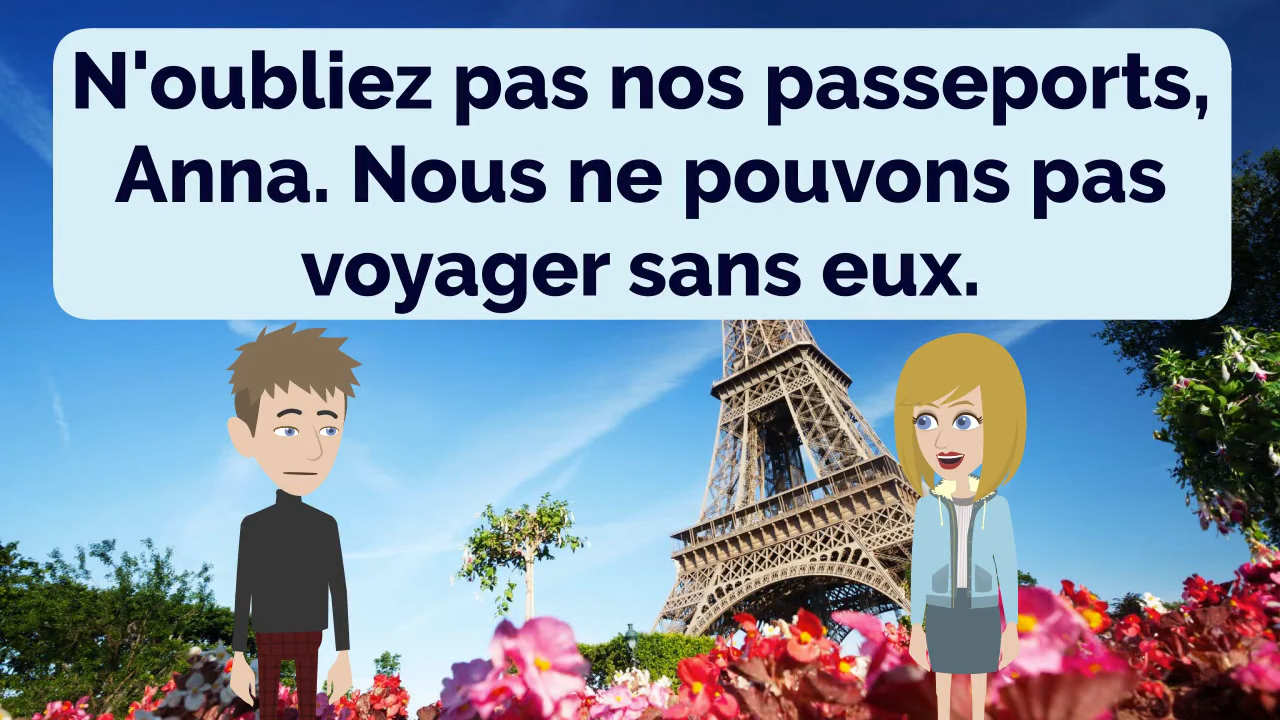 N'oubliez pas nos passeports,
Anna. Nous ne pouvons pas
voyager sans eux.